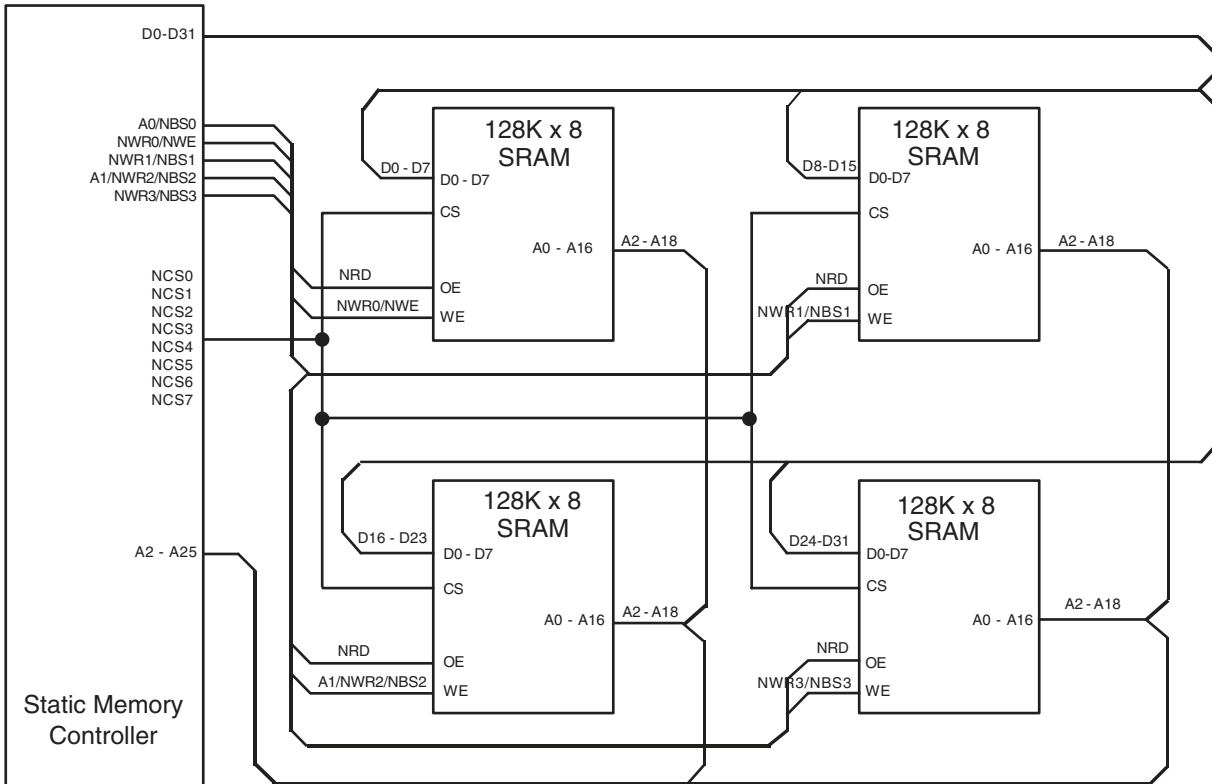 D0-D31
A0/NBS0
NWR0/NWE
NWR1/NBS1
A1/NWR2/NBS2
NWR3/NBS3
NCS0
NCS1
NCS2
NCS3
NCS4
NCS5
NCS6
NCS7
A2 - A25
Static Memory
Controller
128K x 8
SRAM
D0 - D7
D0 - D7
CS
A0 - A16
A2 - A18
NRD
OE
NWR0/NWE
WE
128K x 8
SRAM
D8-D15
D0-D7
CS
A0 - A16
A2 - A18
NRD
OE
NWR1/NBS1
WE
128K x 8
SRAM
D16 - D23
D0 - D7
CS
A0 - A16
A2 - A18
NRD
OE
A1/NWR2/NBS2
WE
128K x 8
SRAM
D24-D31
D0-D7
CS
A0 - A16
A2 - A18
NRD
OE
NWR3/NBS3
WE